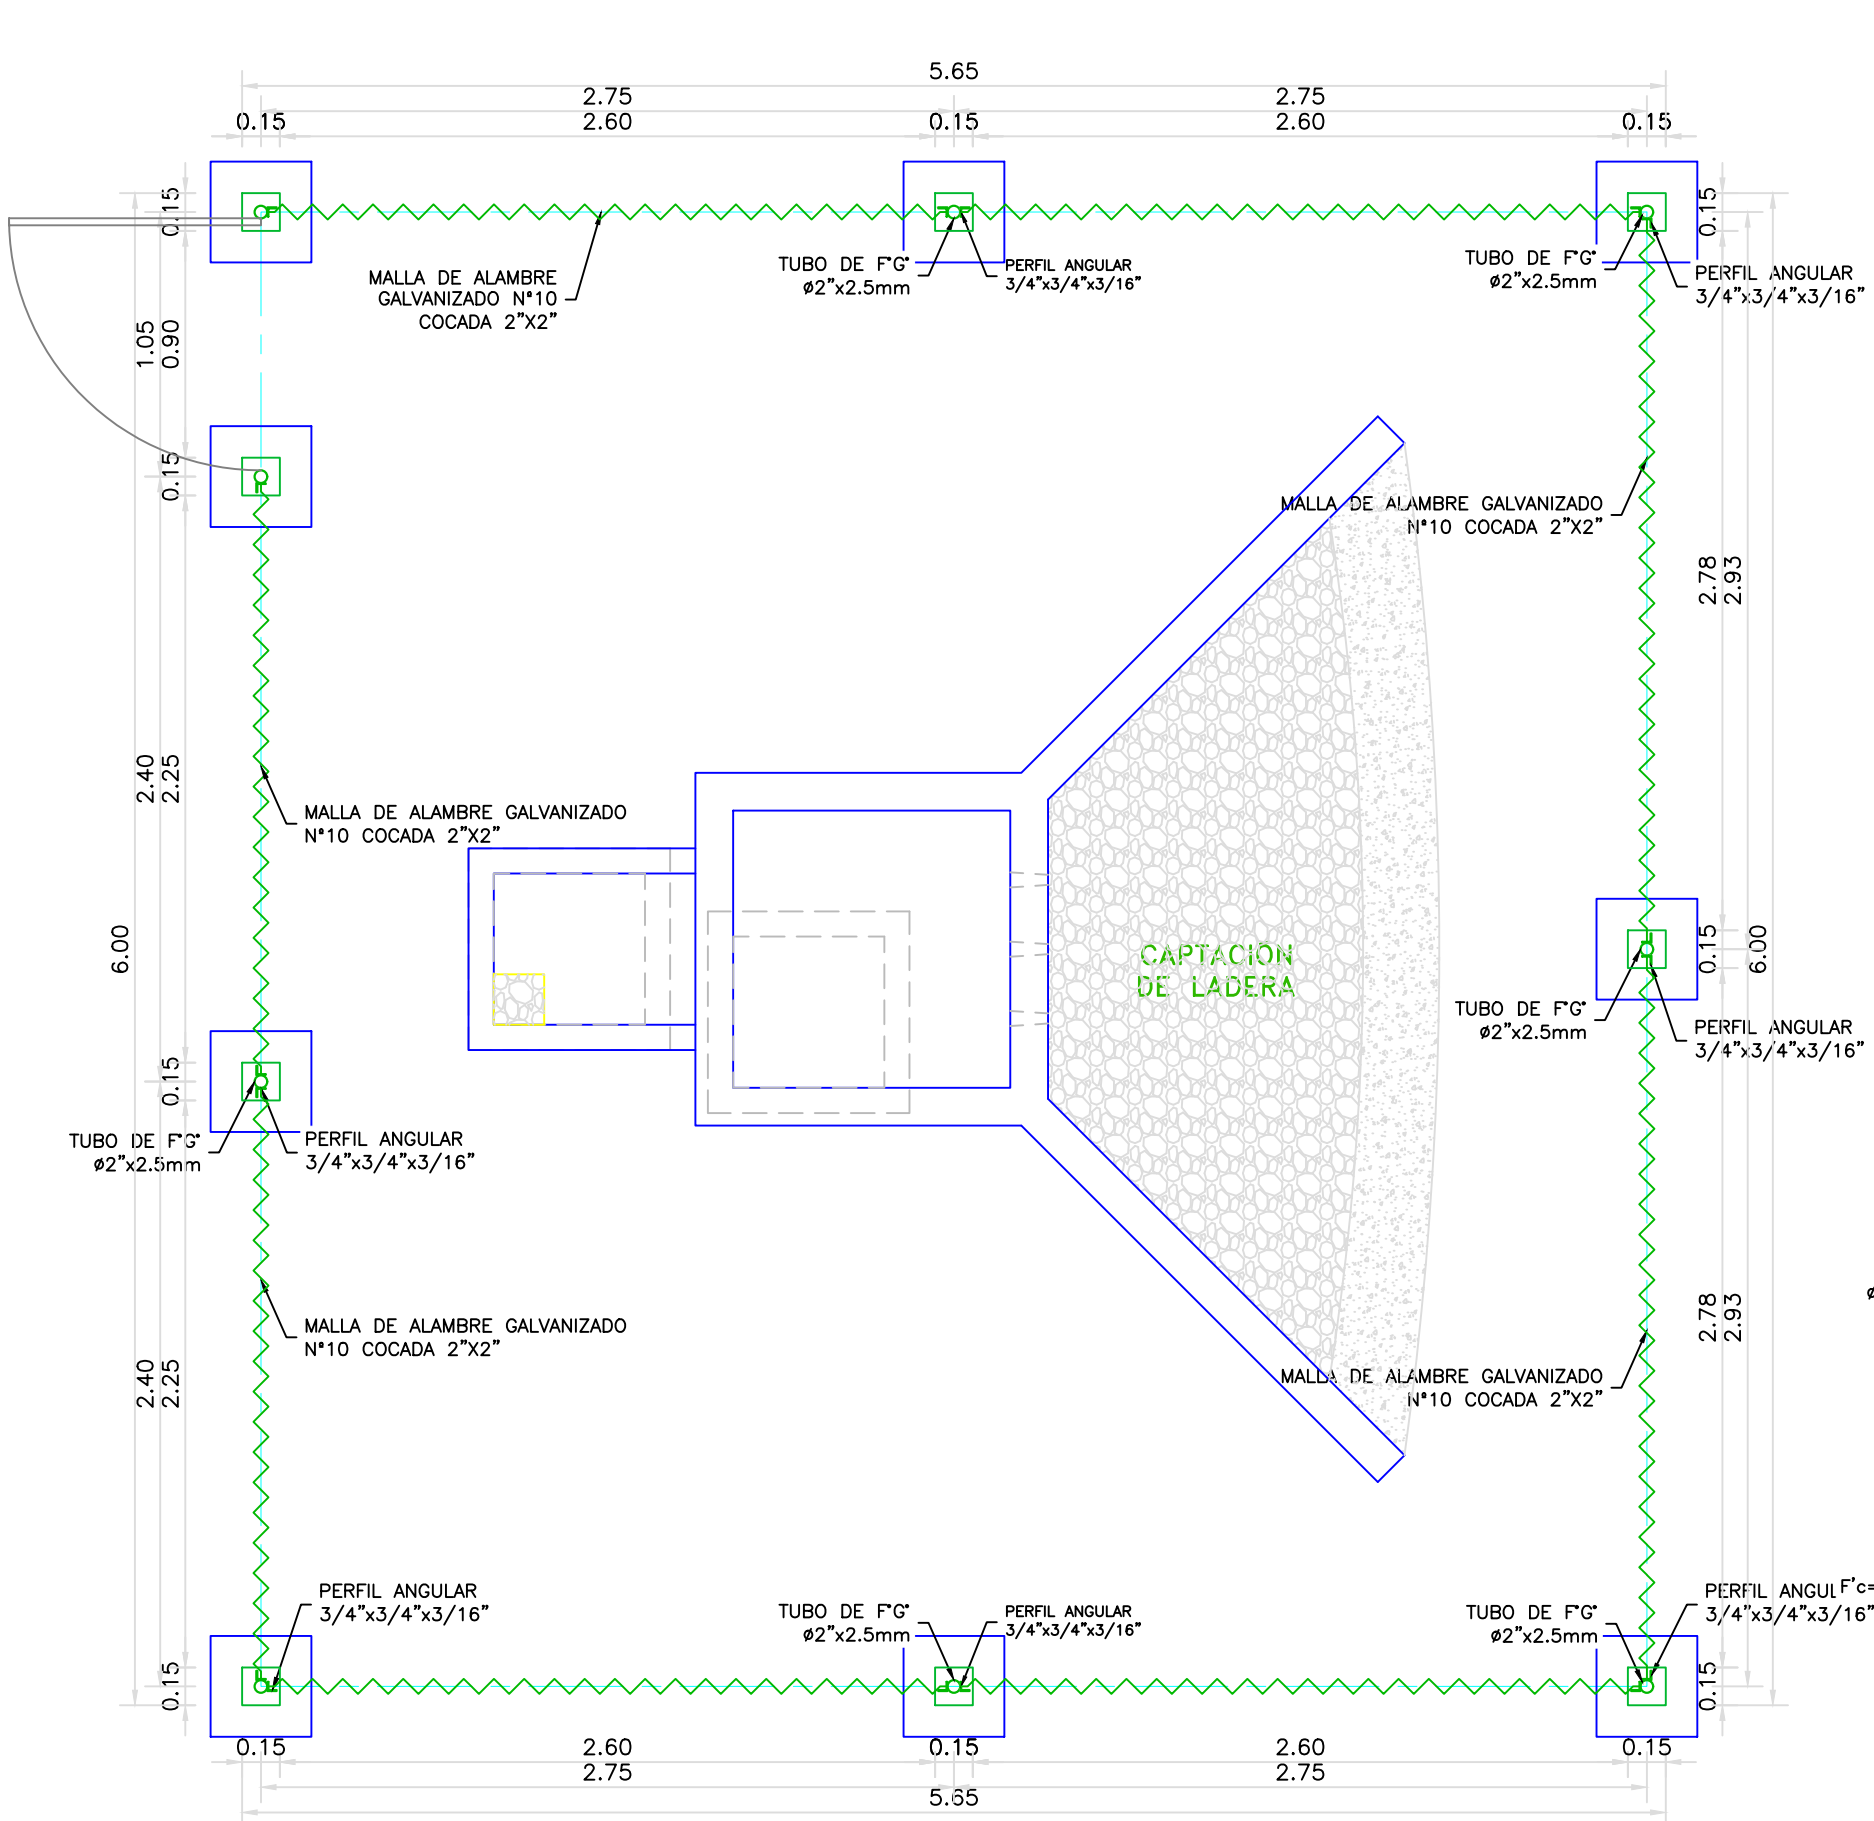 5.65
2.75
2.75
0.15
2.60
0.15
2.60
0.15
0.15
0.15
TUBO DE F°G°
ø2"x2.5mm
PERFIL ANGULAR
3/4"x3/4"x3/16"
TUBO DE F°G°
ø2"x2.5mm
PERFIL ANGULAR
3/4"x3/4"x3/16"
MALLA DE ALAMBRE
GALVANIZADO Nº10
COCADA 2"X2"
1.05
0.90
0.15
MALLA DE ALAMBRE GALVANIZADO
Nº10 COCADA 2"X2"
2.78
2.93
2.40
2.25
MALLA DE ALAMBRE GALVANIZADO
Nº10 COCADA 2"X2"
6.00
CAPTACION
DE LADERA
0.15
6.00
TUBO DE F°G°
ø2"x2.5mm
PERFIL ANGULAR
3/4"x3/4"x3/16"
0.15
TUBO DE F°G°
ø2"x2.5mm
PERFIL ANGULAR
3/4"x3/4"x3/16"
MALLA DE ALAMBRE GALVANIZADO
Nº10 COCADA 2"X2"
2.78
2.93
ø
2.40
2.25
MALLA DE ALAMBRE GALVANIZADO
Nº10 COCADA 2"X2"
PERFIL ANGULAR
3/4"x3/4"x3/16"
TUBO DE F°G°
ø2"x2.5mm
PERFIL ANGULAR
3/4"x3/4"x3/16"
TUBO DE F°G°
ø2"x2.5mm
PERFIL ANGUL F'c=
3/4"x3/4"x3/16"
0.15
0.15
0.15
2.60
0.15
2.60
0.15
2.75
2.75
5.65